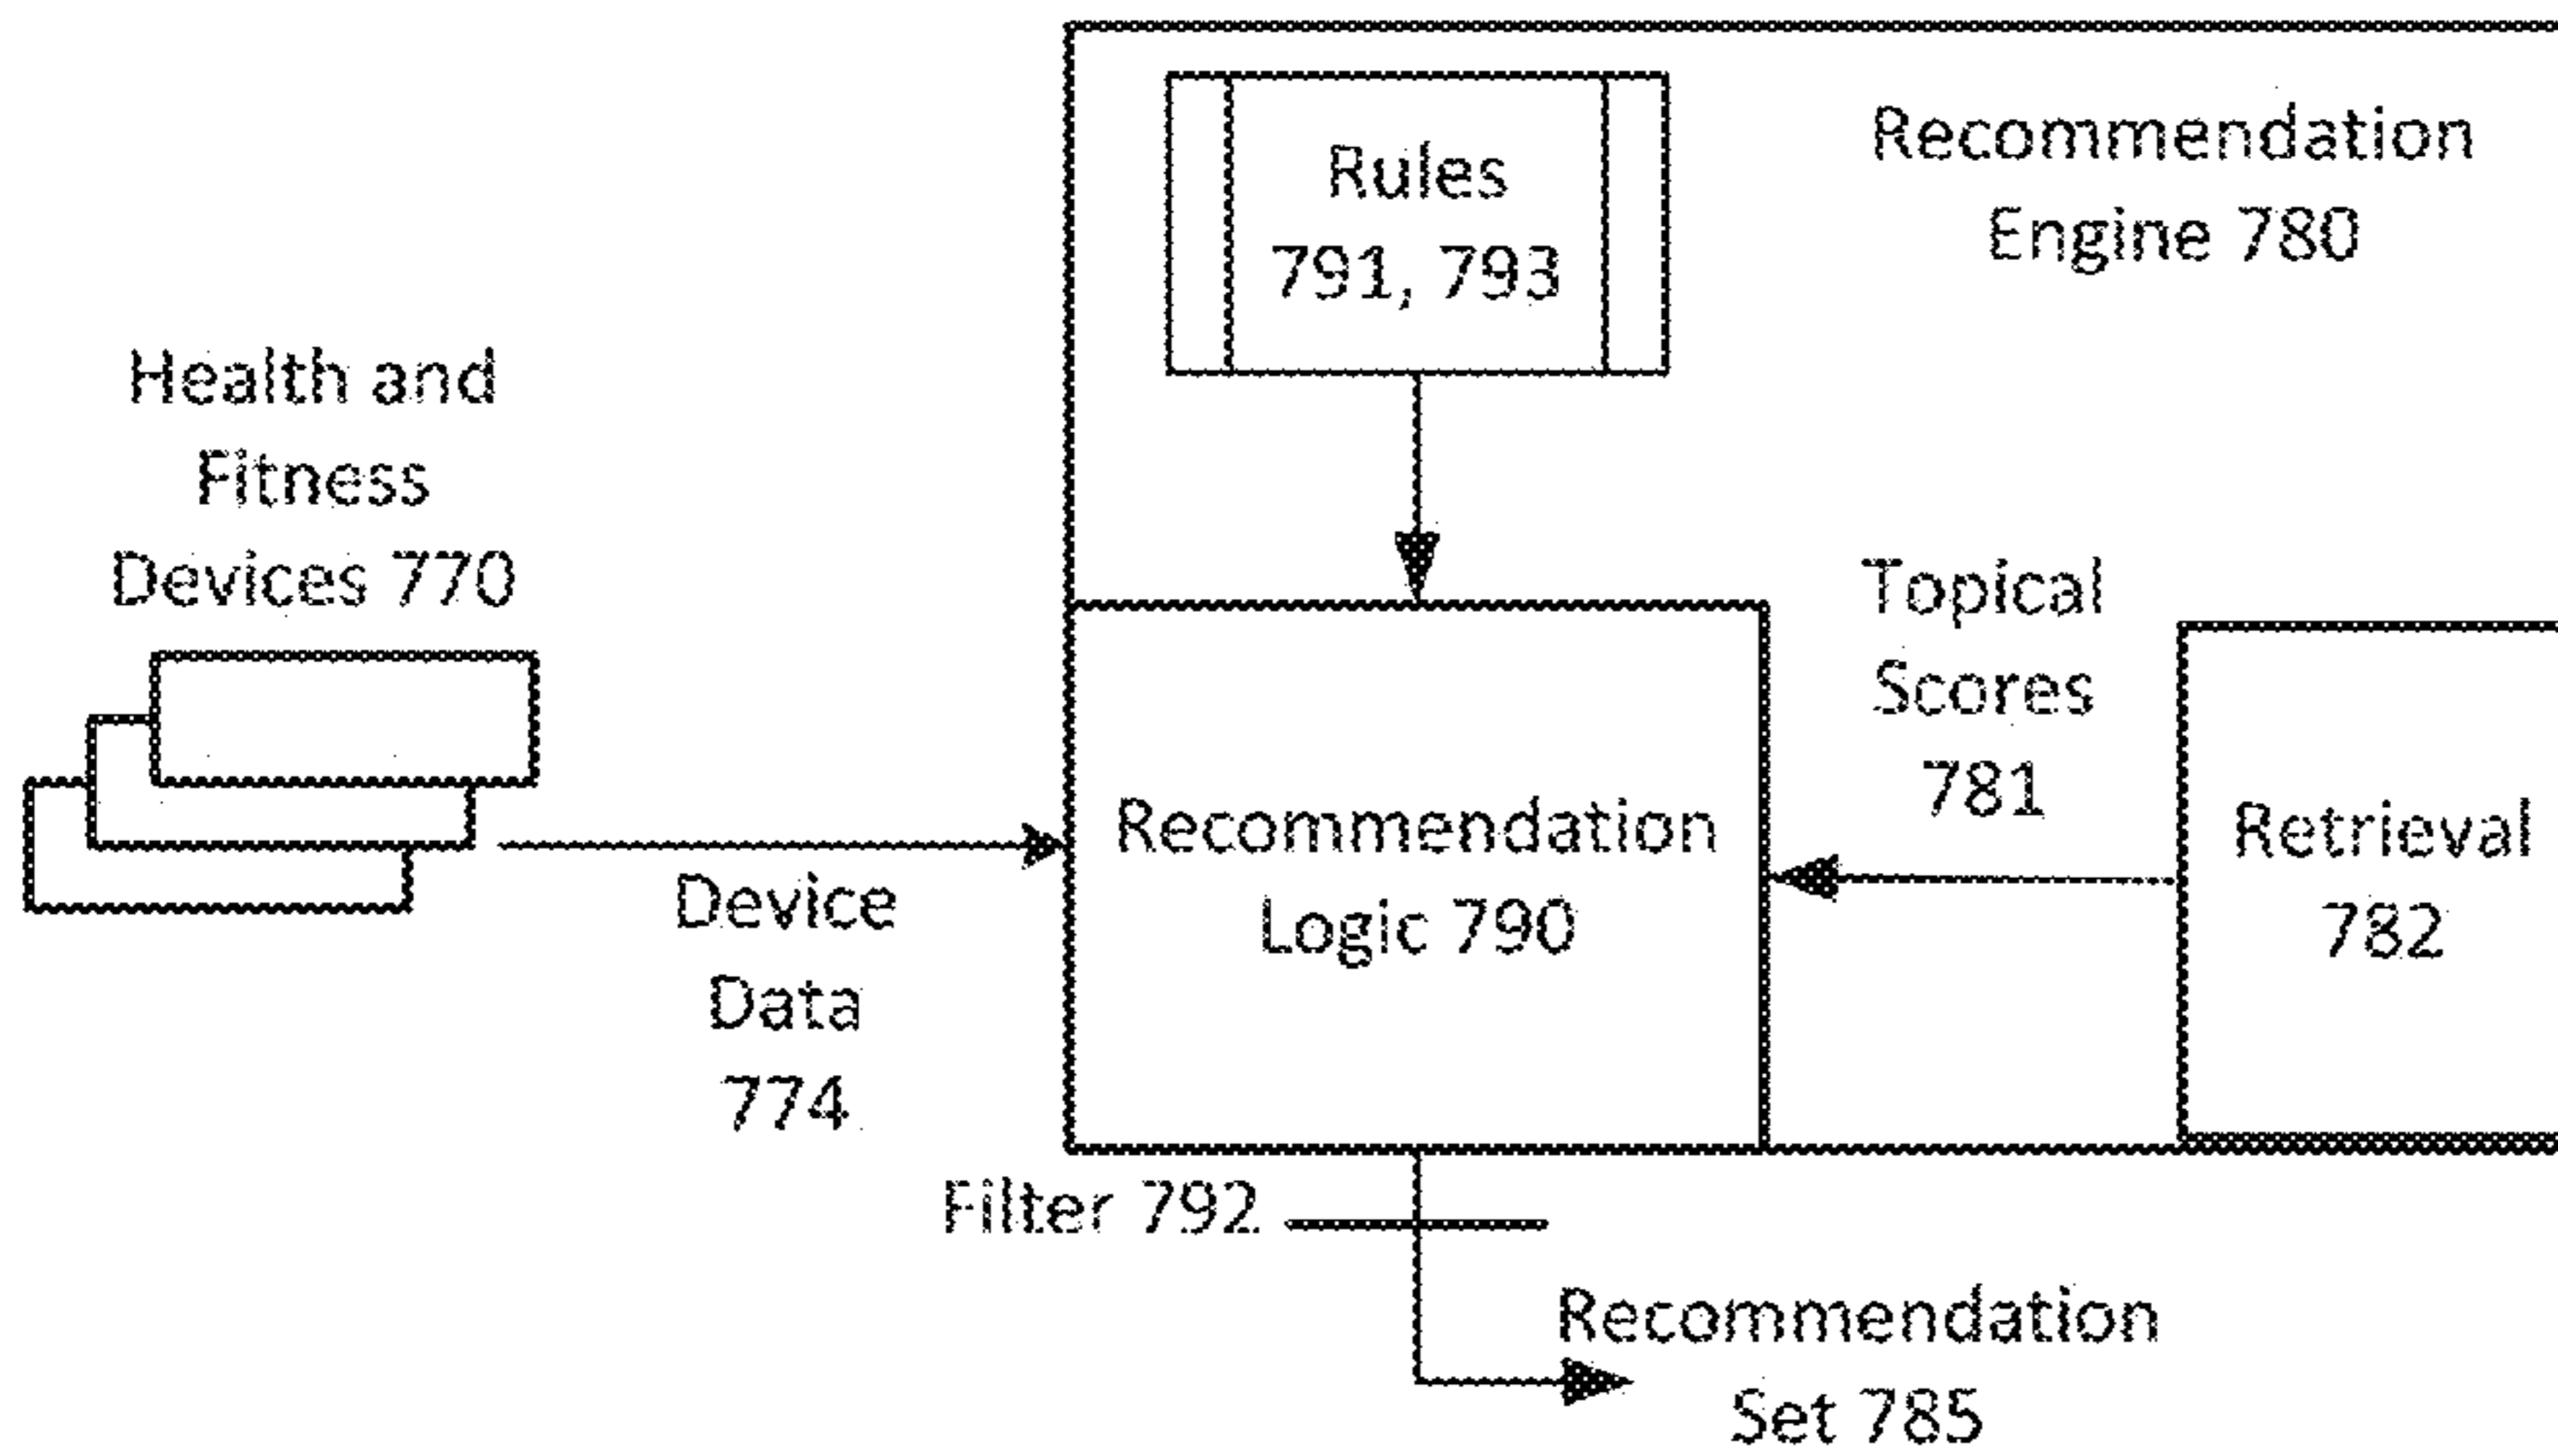 Rules
791, 793
Recommendation
Engine 780
Health and
Fitness
Devices 770
Topical
Scores
781
Recommendation
Logic 790
Retrieval
782
Device
Data
774
Filter 792
Recommendation
Set 785